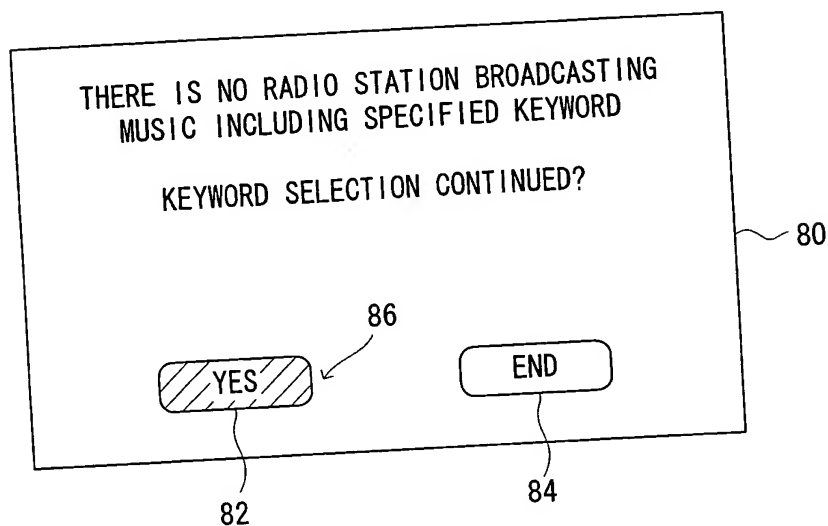 THERE IS NO RADIO STATION BROADCASTING
MUSIC INCLUDING SPECIFIED KEYWORD
KEYWORD SELECTION CONTINUED?
80
86
YES
END
82
84